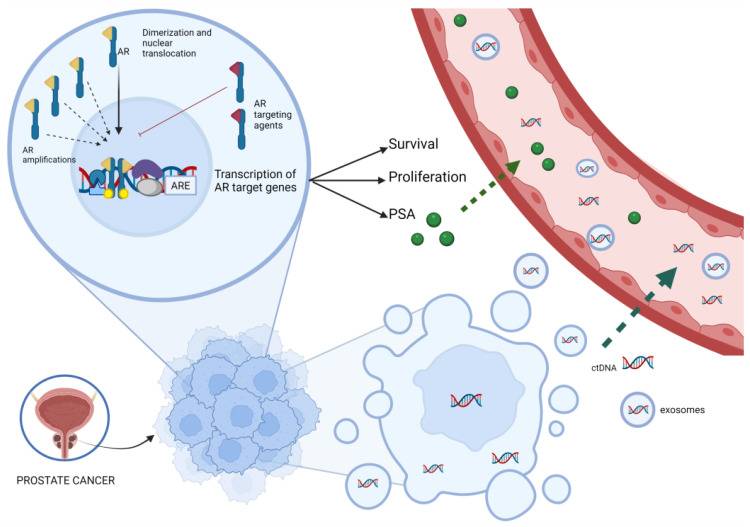 Dimerization and
nuclear
translocation
AR
AR
amplifications
AR
targeting
agents
ARE
Transcription of
AR target genes
Survival
Proliferation
PSA
ctDNA
exosomes
PROSTATE CANCER